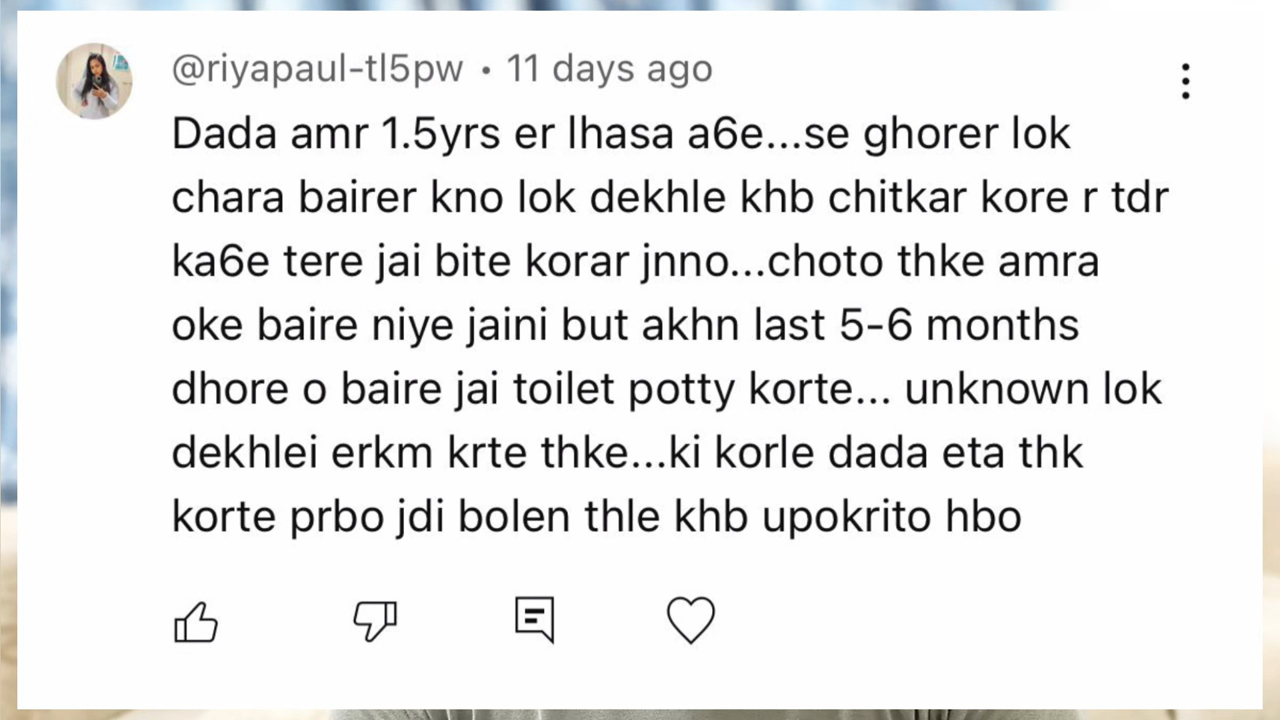 @riyapaul-tl5pw • 11 days ago
Dada amr 1.5yrs er lhasa a6e...se ghorer lok
chara bairer kno lok dekhle khb chitkar kore r tdr
ka6e tere jai bite korar jnno...choto thke amra
oke baire niye jaini but akhn last 5-6 months
dhore o baire jai toilet potty korte... unknown lok
dekhlei erkm krte thke...ki korle dada eta thk
korte prbo jdi bolen thle khb upokrito hbo